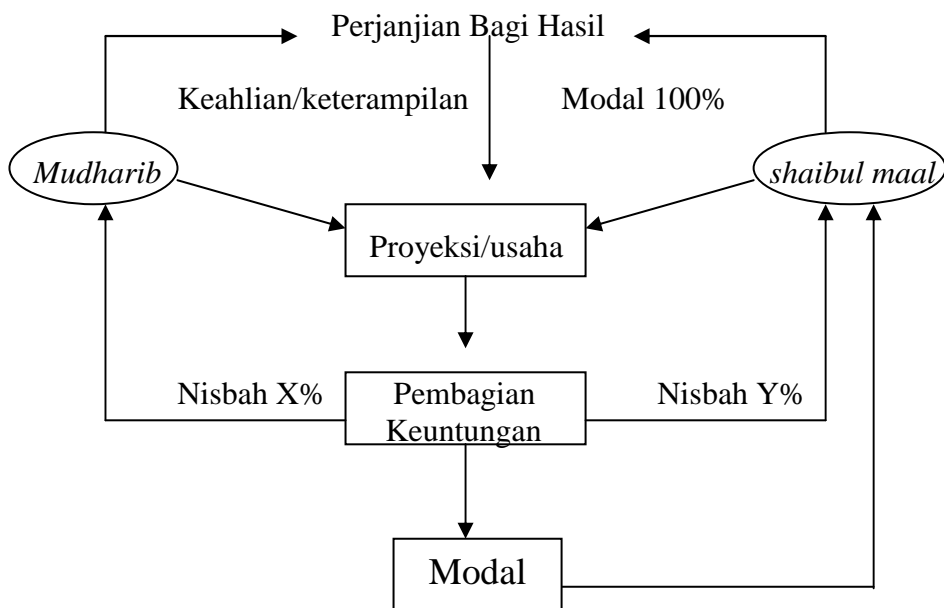 Perjanjian Bagi Hasil
Keahlian/keterampilan
Modal 100%
Mudharib
shaibul maal
Proyeksi/usaha
Nisbah X%
Pembagian
Keuntungan
Nisbah Y%
Modal